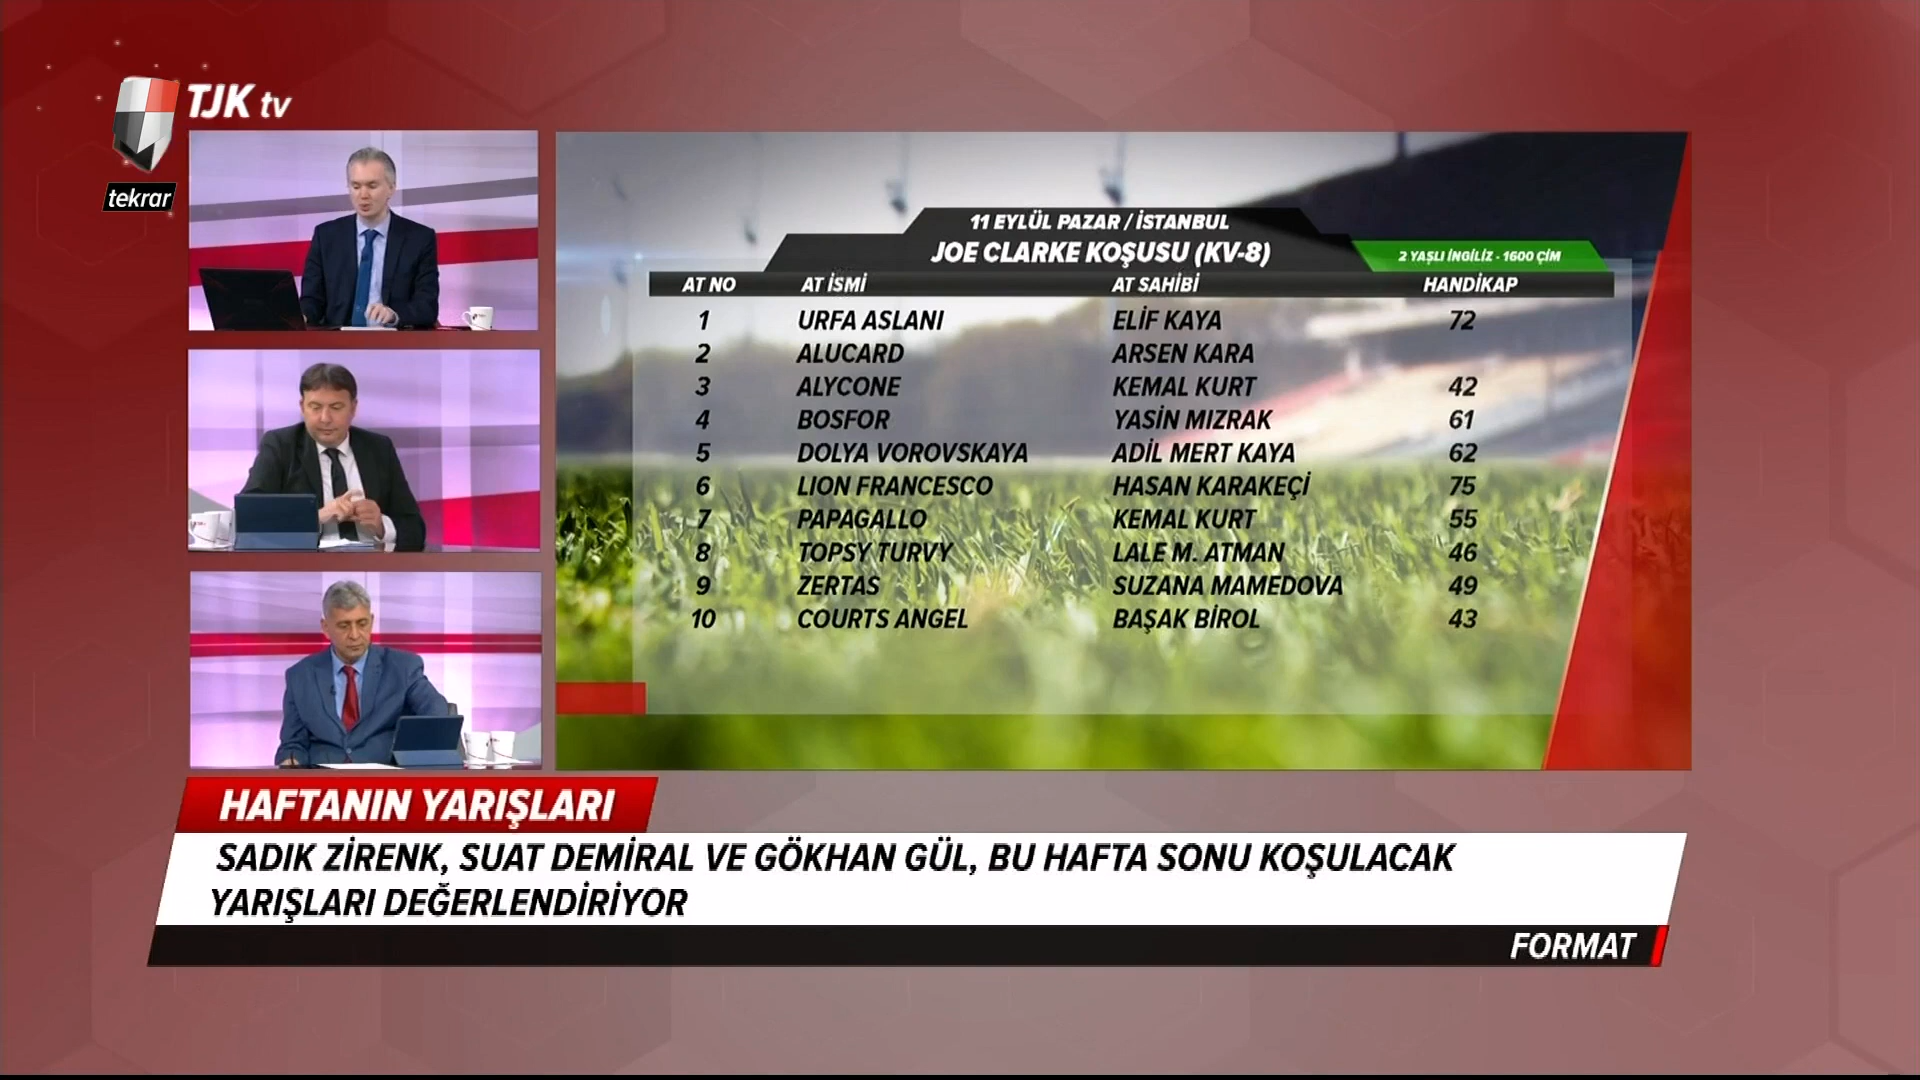 TJK tv
tekrar
11 EYLÜL PAZAR / İSTANBUL
JOE CLARKE KOŞUSU (KV-8)
2 YAŞLI İNGİLİZ - 1600 ÇİM
AT NO AT İSMİ AT SAHİBİ HANDİKAP
1 URFA ASLANI ELİF KAYA 72
2 ALUCARD ARSEN KARA
3 ALYCONE KEMAL KURT 42
4 BOSFOR YASİN MIZRAK 61
5 DOLYA VOROVSKAYA ADİL MERT KAYA 62
6 LION FRANCESCO HASAN KARAKEÇİ 75
7 PAPAGALLO KEMAL KURT 55
8 TOPSY TURVY LALE M. ATMAN 46
9 ZERTAS SUZANA MAMEDOVA 49
10 COURTS ANGEL BAŞAK BİROL 43
HAFTANIN YARIŞLARI
SADIK ZİRENK, SUAT DEMİRAL VE GÖKHAN GÜL, BU HAFTA SONU KOŞULACAK
YARIŞLARI DEĞERLENDİRİYOR
FORMAT